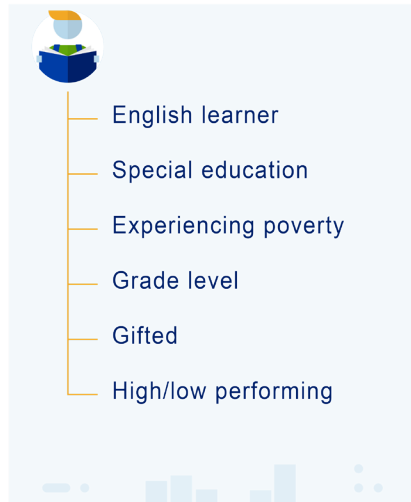 English learner
Special education
Experiencing poverty
Grade level
Gifted
High/low performing